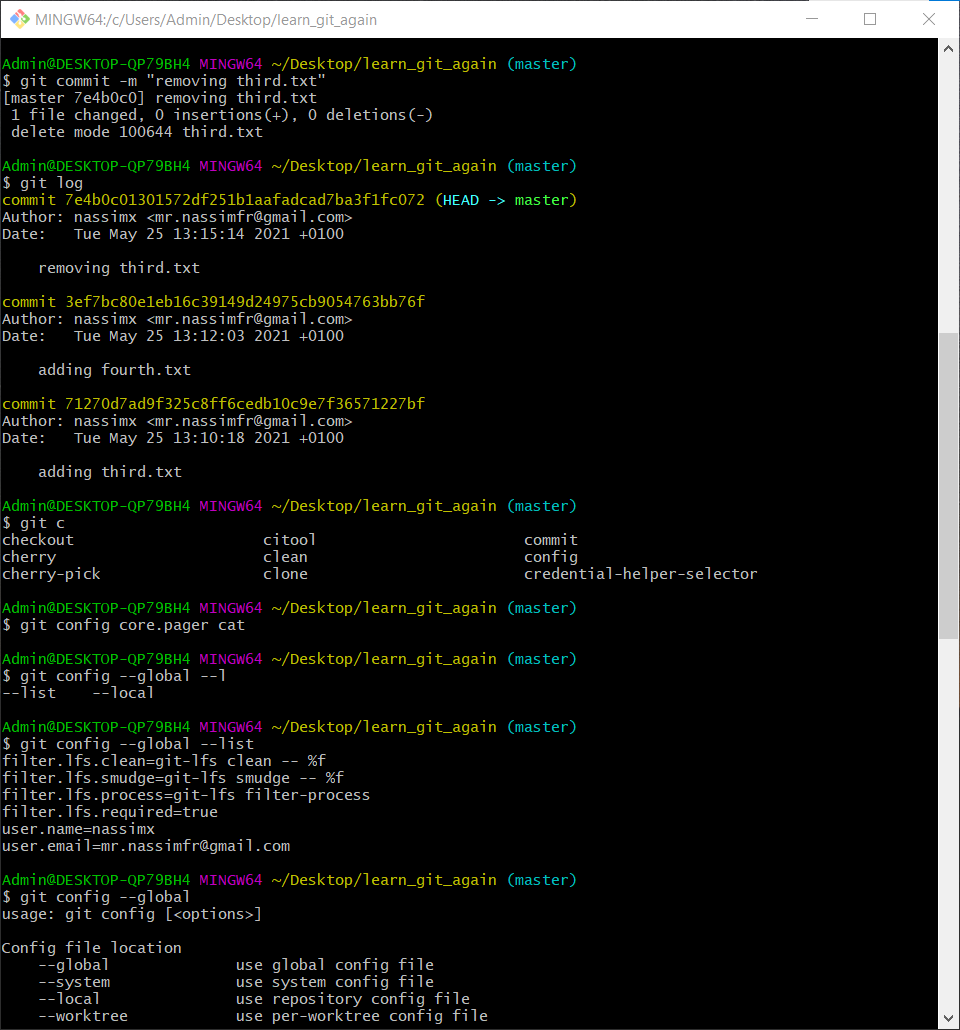 MINGW64:/c/Users/Admin/Desktop/learn_git_again
Admin@DESKTOP-QP79BH4 MINGW64 ~/Desktop/learn_git_again (master)
$ git commit -m "removing third.txt"
[master 7e4b0c0] removing third.txt
 1 file changed, 0 insertions(+), 0 deletions(-)
 delete mode 100644 third.txt

Admin@DESKTOP-QP79BH4 MINGW64 ~/Desktop/learn_git_again (master)
$ git log
commit 7e4b0c01301572df251b1aafadcad7ba3f1fc072 (HEAD -> master)
Author: nassimx <mr.nassimfr@gmail.com>
Date:   Tue May 25 13:15:14 2021 +0100

    removing third.txt

commit 3ef7bc80e1eb16c39149d24975cb9054763bb76f
Author: nassimx <mr.nassimfr@gmail.com>
Date:   Tue May 25 13:12:03 2021 +0100

    adding fourth.txt

commit 71270d7ad9f325c8ff6cedb10c9e7f36571227bf
Author: nassimx <mr.nassimfr@gmail.com>
Date:   Tue May 25 13:10:18 2021 +0100

    adding third.txt

Admin@DESKTOP-QP79BH4 MINGW64 ~/Desktop/learn_git_again (master)
$ git c
checkout                     citool                       commit
cherry                       clean                        config
cherry-pick                  clone                        credential-helper-selector

Admin@DESKTOP-QP79BH4 MINGW64 ~/Desktop/learn_git_again (master)
$ git config core.pager cat

Admin@DESKTOP-QP79BH4 MINGW64 ~/Desktop/learn_git_again (master)
$ git config --global --l
--list    --local

Admin@DESKTOP-QP79BH4 MINGW64 ~/Desktop/learn_git_again (master)
$ git config --global --list
filter.lfs.clean=git-lfs clean -- %f
filter.lfs.smudge=git-lfs smudge -- %f
filter.lfs.process=git-lfs filter-process
filter.lfs.required=true
user.name=nassimx
user.email=mr.nassimfr@gmail.com

Admin@DESKTOP-QP79BH4 MINGW64 ~/Desktop/learn_git_again (master)
$ git config --global
usage: git config [<options>]

Config file location
    --global              use global config file
    --system              use system config file
    --local               use repository config file
    --worktree            use per-worktree config file